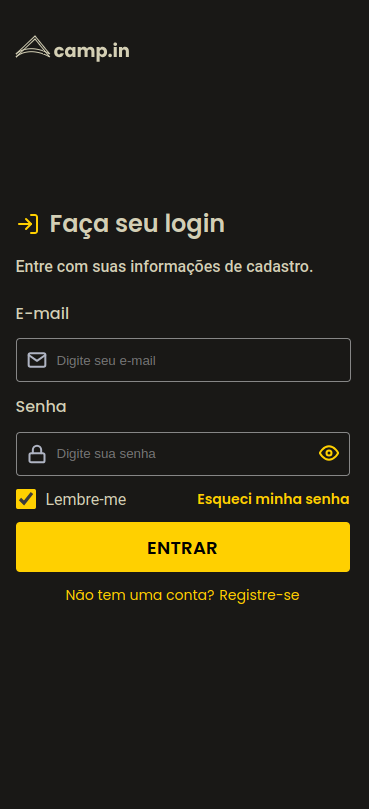 camp.in
Faça seu login
Entre com suas informações de cadastro.
E-mail
Digite seu e-mail
Senha
Digite sua senha
Lembre-me Esqueci minha senha
ENTRAR
Não tem uma conta? Registre-se